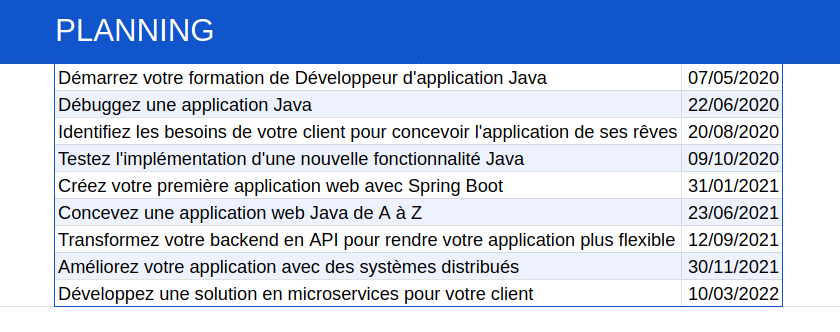 PLANNING
Démarrez votre formation de Développeur d'application Java 07/05/2020
Débuggez une application Java 22/06/2020
Identifiez les besoins de votre client pour concevoir l'application de ses rêves 20/08/2020
Testez l'implémentation d'une nouvelle fonctionnalité Java 09/10/2020
Créez votre première application web avec Spring Boot 31/01/2021
Concevez une application web Java de A à Z 23/06/2021
Transformez votre backend en API pour rendre votre application plus flexible 12/09/2021
Améliorez votre application avec des systèmes distribués 30/11/2021
Développez une solution en microservices pour votre client 10/03/2022